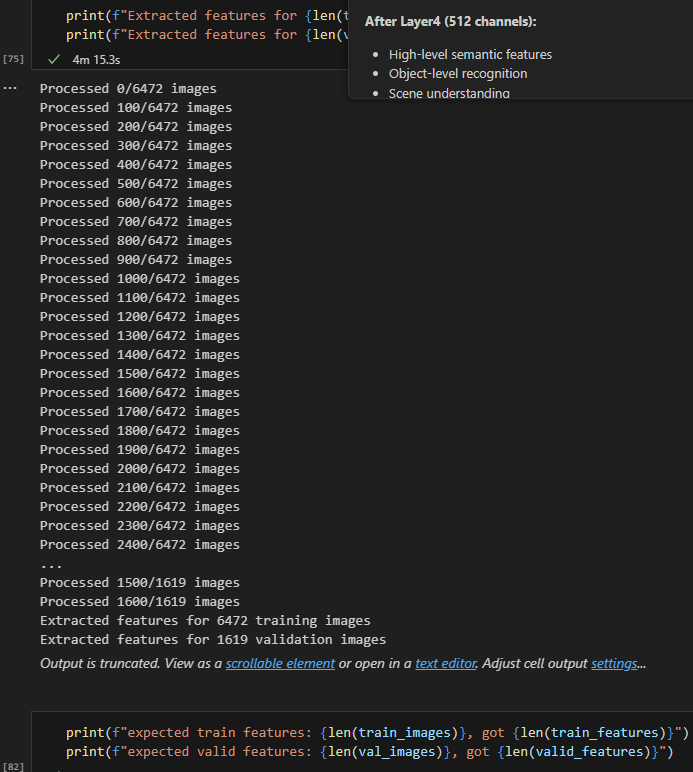 print(f"Extracted features for {len(t
print(f"Extracted features for {len(v
After Layer4 (512 channels):
• High-level semantic features
• Object-level recognition
• Scene understanding
[75] ✓ 4m 15.3s
...
Processed 0/6472 images
Processed 100/6472 images
Processed 200/6472 images
Processed 300/6472 images
Processed 400/6472 images
Processed 500/6472 images
Processed 600/6472 images
Processed 700/6472 images
Processed 800/6472 images
Processed 900/6472 images
Processed 1000/6472 images
Processed 1100/6472 images
Processed 1200/6472 images
Processed 1300/6472 images
Processed 1400/6472 images
Processed 1500/6472 images
Processed 1600/6472 images
Processed 1700/6472 images
Processed 1800/6472 images
Processed 1900/6472 images
Processed 2000/6472 images
Processed 2100/6472 images
Processed 2200/6472 images
Processed 2300/6472 images
Processed 2400/6472 images
...
Processed 1500/1619 images
Processed 1600/1619 images
Extracted features for 6472 training images
Extracted features for 1619 validation images
Output is truncated. View as a scrollable element or open in a text editor. Adjust cell output settings...
print(f"expected train features: {len(train_images)}, got {len(train_features)}")
print(f"expected valid features: {len(val_images)}, got {len(valid_features)}")
[82]